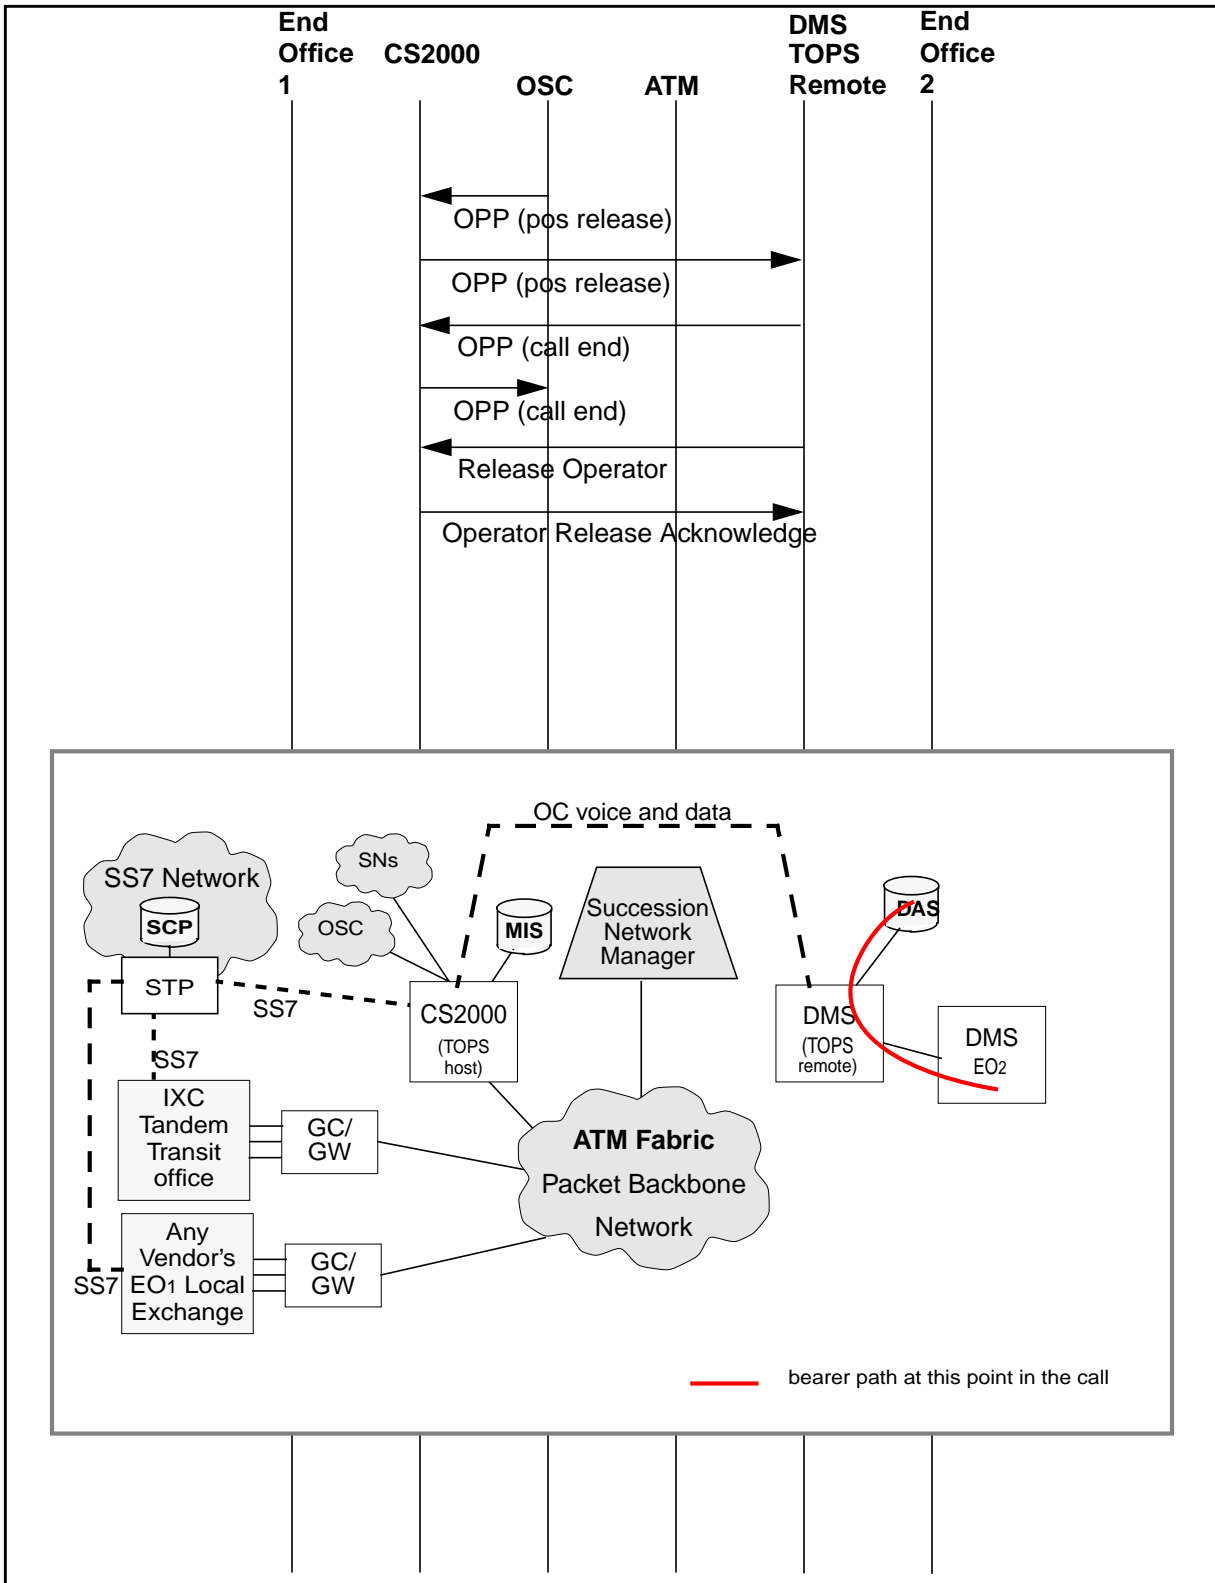 End
Office
1
CS2000
OSC
ATM
DMS
TOPS
Remote
End
Office
2
OPP (pos release)
OPP (pos release)
OPP (call end)
OPP (call end)
Release Operator
Operator Release Acknowledge
OC voice and data
SS7 Network
SCP
STP
SNs
OSC
MIS
Succession
Network
Manager
DAS
SS7
CS2000
(TOPS
host)
DMS
(TOPS
remote)
DMS
EO2
SS7
IXC
Tandem
Transit
office
GC/
GW
ATM Fabric
Packet Backbone
Network
Any
Vendor's
EO1 Local
Exchange
SS7
GC/
GW
bearer path at this point in the call